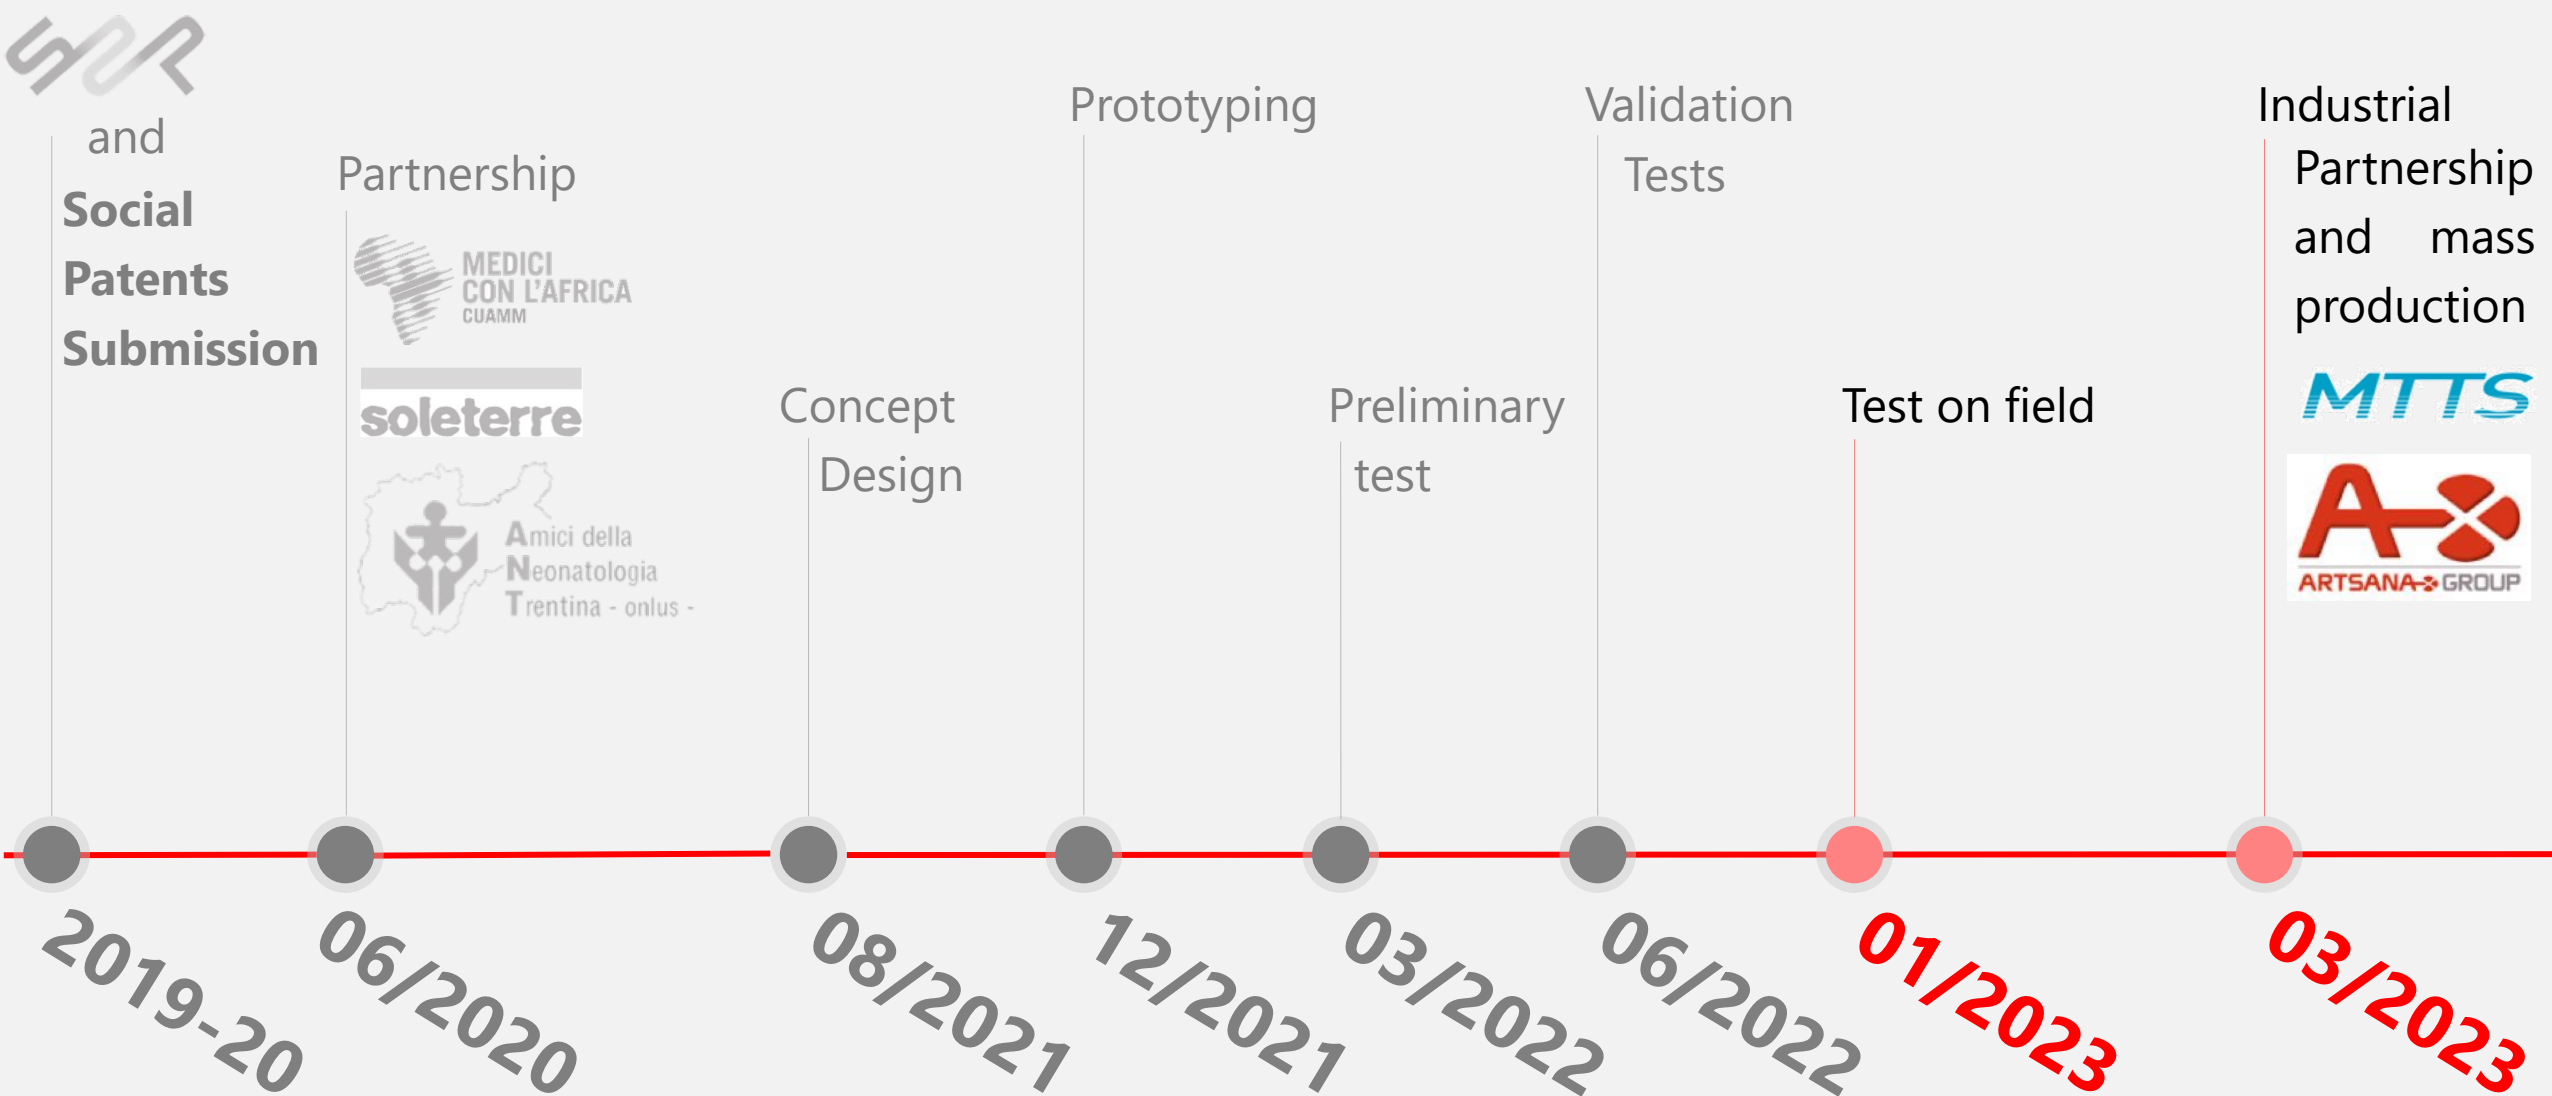 and
Social
Patents
Submission
Partnership
MEDICI
CON L'AFRICA
CUAMM
soleterre
Amici della
Neonatologia
Trentina - onlus -
Concept
Design
Prototyping
Preliminary
test
Validation
Tests
Test on field
Industrial
Partnership
and mass
production
MTTS
A
ARTSANA GROUP
2019-20
06/2020
08/2021
12/2021
03/2022
06/2022
01/2023
03/2023